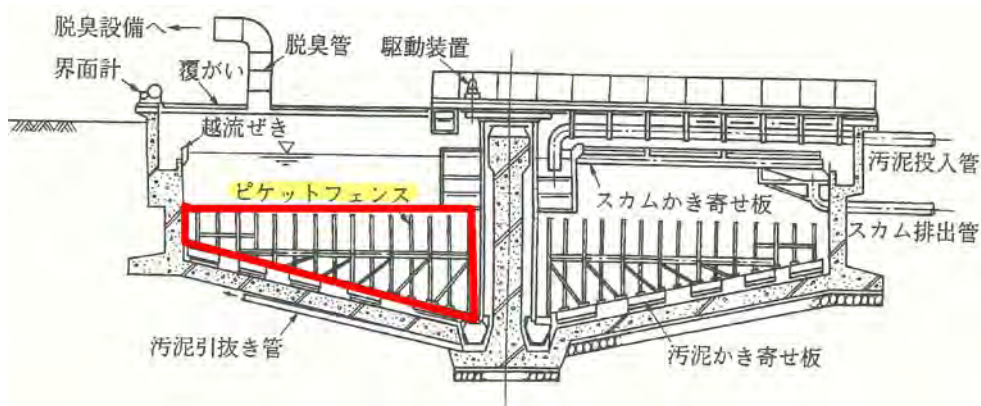 脱臭設備へ
脱臭管
駆動装置
界面計
覆がい
越流ぜき
汚泥投入管
ピケットフェンス
スカムかき寄せ板
スカム排出管
汚泥引抜き管
汚泥かき寄せ板